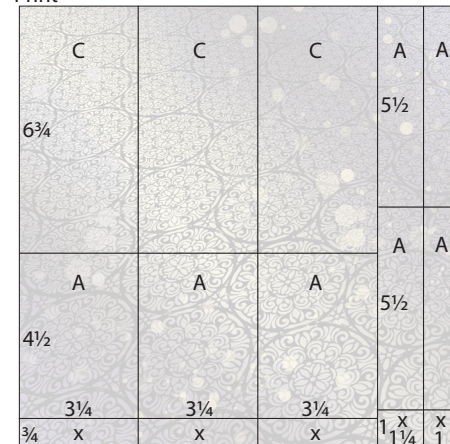 Print
C C C A A
6¾ 5½
A A
A A A
4½ 5½
3¼ 3¼ 3¼
¾ x x x 1 x x
1¼ 1